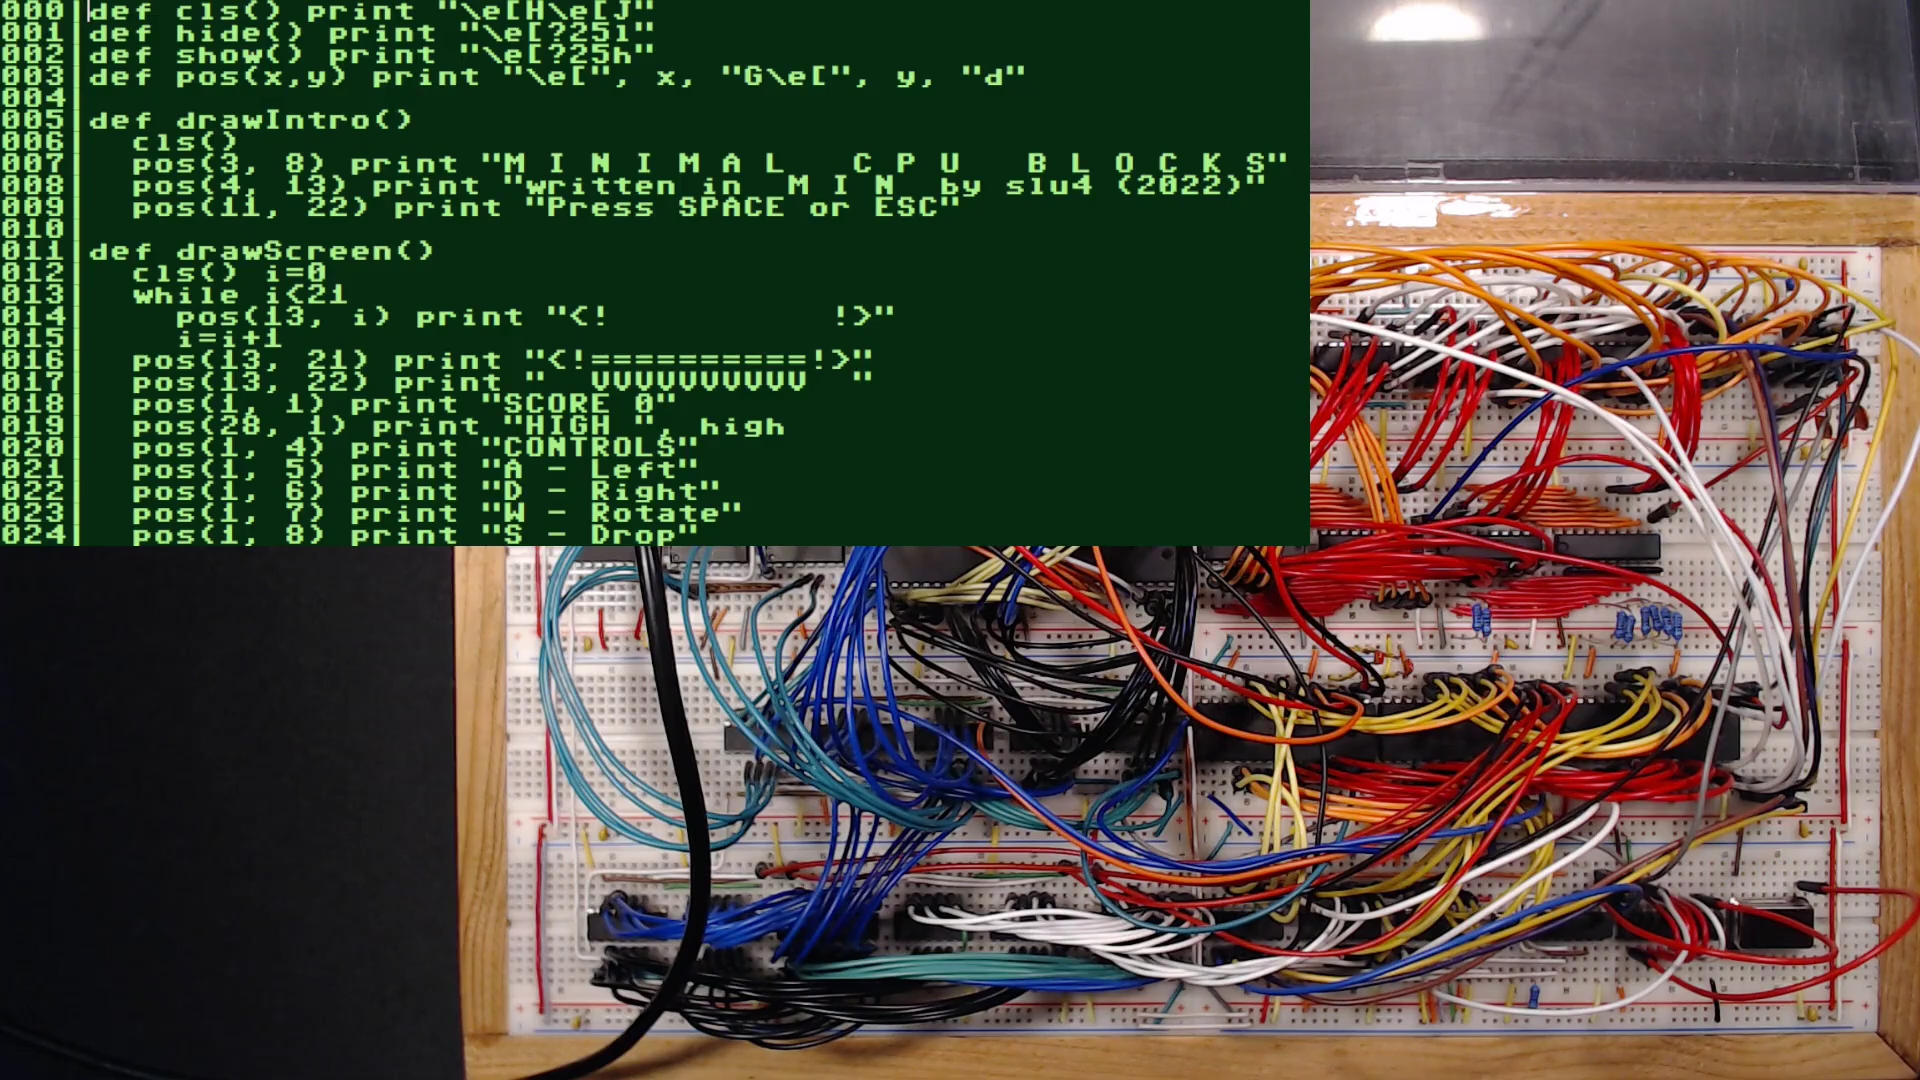 000|def cls() print "\e[H\e[J"
001|def hide() print "\e[?25l"
002|def show() print "\e[?25h"
003|def pos(x,y) print "\e[", x, "G\e[", y, "d"
004|
005|def drawIntro()
006|  cls()
007|  pos(3, 8) print "M I N I M A L   C P U   B L O C K S"
008|  pos(4, 13) print "written in  M I N  by slu4 (2022)"
009|  pos(11, 22) print "Press SPACE or ESC"
010|
011|def drawScreen()
012|  cls() i=0
013|  while i<21
014|    pos(13, i) print "<!          !>"
015|    i=i+1
016|  pos(13, 21) print "<!==========!>"
017|  pos(13, 22) print "  VVVVVVVVVV  "
018|  pos(1, 1) print "SCORE 0"
019|  pos(28, 1) print "HIGH ", high
020|  pos(1, 4) print "CONTROLS"
021|  pos(1, 5) print "A - Left"
022|  pos(1, 6) print "D - Right"
023|  pos(1, 7) print "W - Rotate"
024|  pos(1, 8) print "S - Drop"